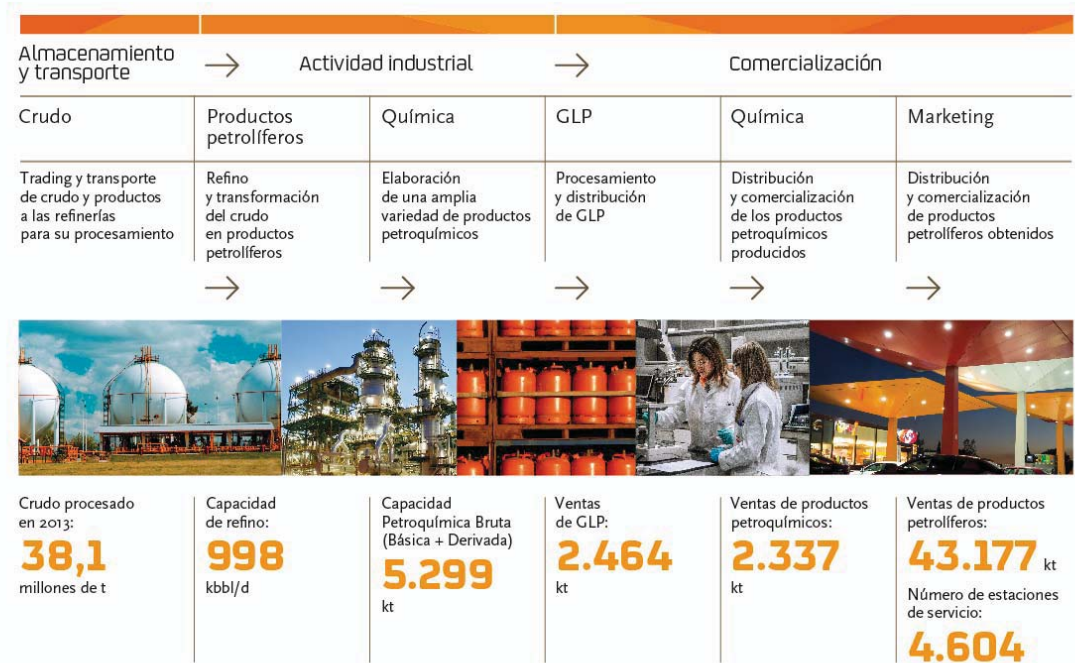 Almacenamiento
y transporte
→
Actividad industrial
→
Comercialización
Crudo
Productos
petrolíferos
Química
GLP
Química
Marketing
Trading y transporte
de crudo y productos
a las refinerías
para su procesamiento
Refino
y transformación
del crudo
en productos
petrolíferos
Elaboración
de una amplia
variedad de productos
petroquímicos
Procesamiento
y distribución
de GLP
Distribución
y comercialización
de los productos
petroquímicos
producidos
Distribución
y comercialización
de productos
petrolíferos obtenidos
Crudo procesado
en 2013:
38,1
millones de t
Capacidad
de refino:
998
kbbl/d
Capacidad
Petroquímica Bruta
(Básica + Derivada)
5.299
kt
Ventas
de GLP:
2.464
kt
Ventas de productos
petroquímicos:
2.337
kt
Ventas de productos
petrolíferos:
43.177 kt
Número de estaciones
de servicio:
4.604